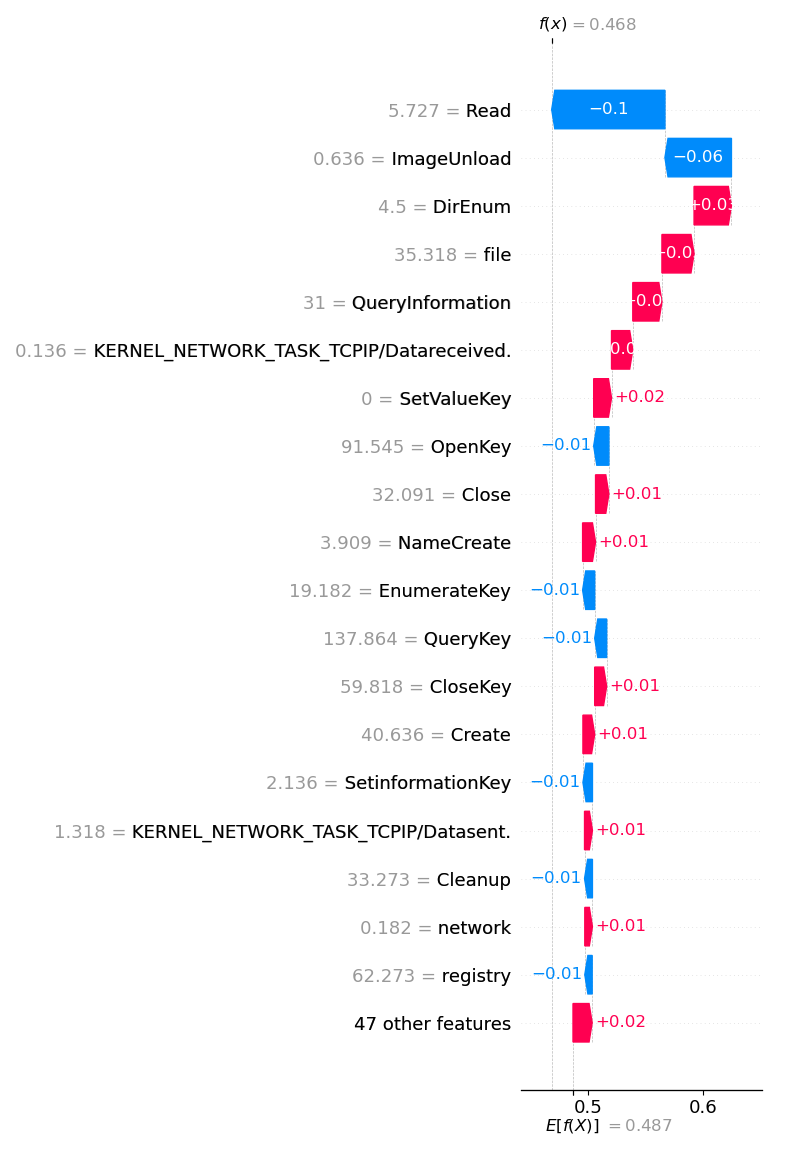 f(x) = 0.468
5.727 = Read
−0.1
0.636 = ImageUnload
−0.06
4.5 = DirEnum
+0.03
35.318 = file
31 = QueryInformation
0.136 = KERNEL_NETWORK_TASK_TCPIP/Datareceived.
0 = SetValueKey
+0.02
91.545 = OpenKey
−0.01
32.091 = Close
+0.01
3.909 = NameCreate
+0.01
19.182 = EnumerateKey
−0.01
137.864 = QueryKey
−0.01
59.818 = CloseKey
+0.01
40.636 = Create
+0.01
2.136 = SetinformationKey
−0.01
1.318 = KERNEL_NETWORK_TASK_TCPIP/Datasent.
+0.01
33.273 = Cleanup
−0.01
0.182 = network
+0.01
62.273 = registry
−0.01
47 other features
+0.02
0.5 0.6
E[f(X)] = 0.487